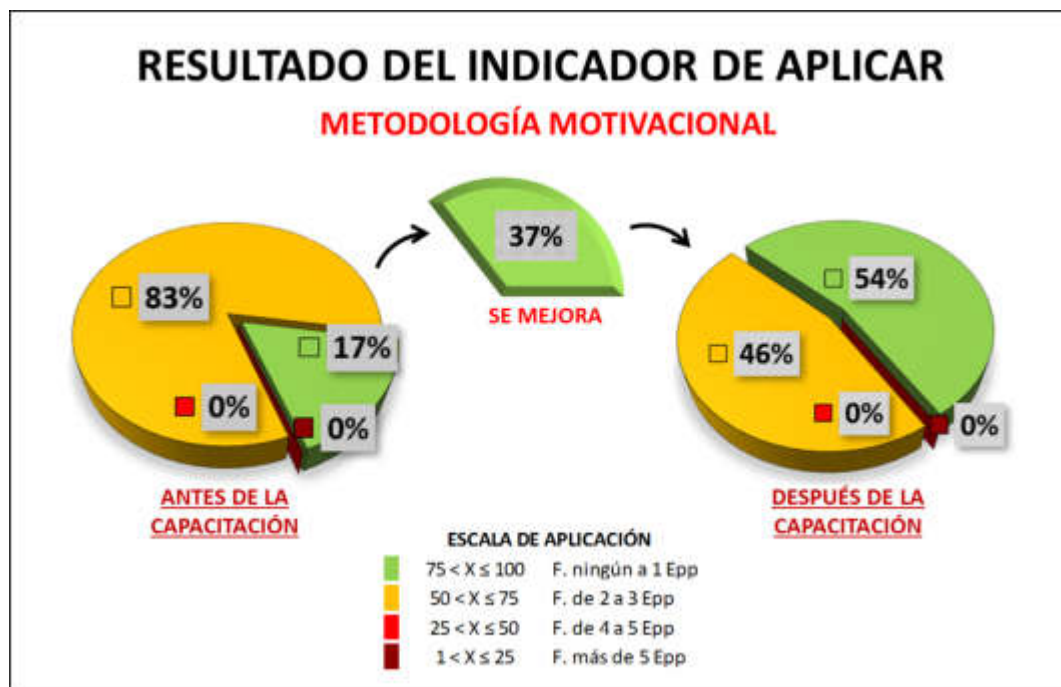 RESULTADO DEL INDICADOR DE APLICAR
METODOLOGÍA MOTIVACIONAL
83%
17%
0%
0%
ANTES DE LA
CAPACITACIÓN
37%
SE MEJORA
54%
46%
0%
0%
DESPUÉS DE LA
CAPACITACIÓN
ESCALA DE APLICACIÓN
75 < X ≤ 100 F. ningún a 1 Epp
50 < X ≤ 75 F. de 2 a 3 Epp
25 < X ≤ 50 F. de 4 a 5 Epp
1 < X ≤ 25 F. más de 5 Epp